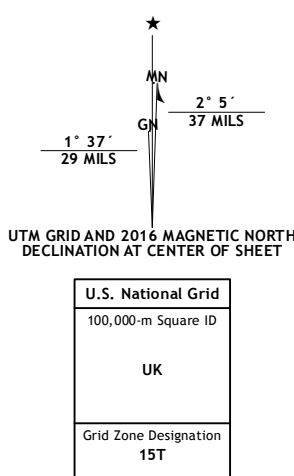 ★
MN
2° 5´
37 MILS
GN
1° 37´
29 MILS
UTM GRID AND 2016 MAGNETIC NORTH
DECLINATION AT CENTER OF SHEET
U.S. National Grid
100,000-m Square ID
UK
Grid Zone Designation
15T